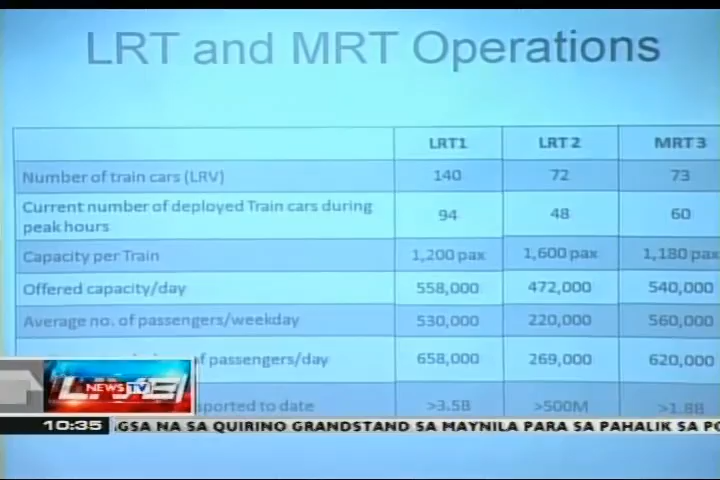 LRT and MRT Operations
LRT1 LRT 2 MRT 3
Number of train cars (LRV) 140 72 73
Current number of deployed Train cars during
peak hours 94 48 60
Capacity per Train 1,200 pax 1,600 pax 1,180 pax
Offered capacity/day 558,000 472,000 540,000
Average no. of passengers/weekday 530,000 220,000 560,000
of passengers/day 658,000 269,000 620,000
sported to date >3.5B >500M >1.8B
LIVE
NEWS TV
10:35 GSA NA SA QUIRINO GRANDSTAND SA MAYNILA PARA SA PAHALIK SA PO